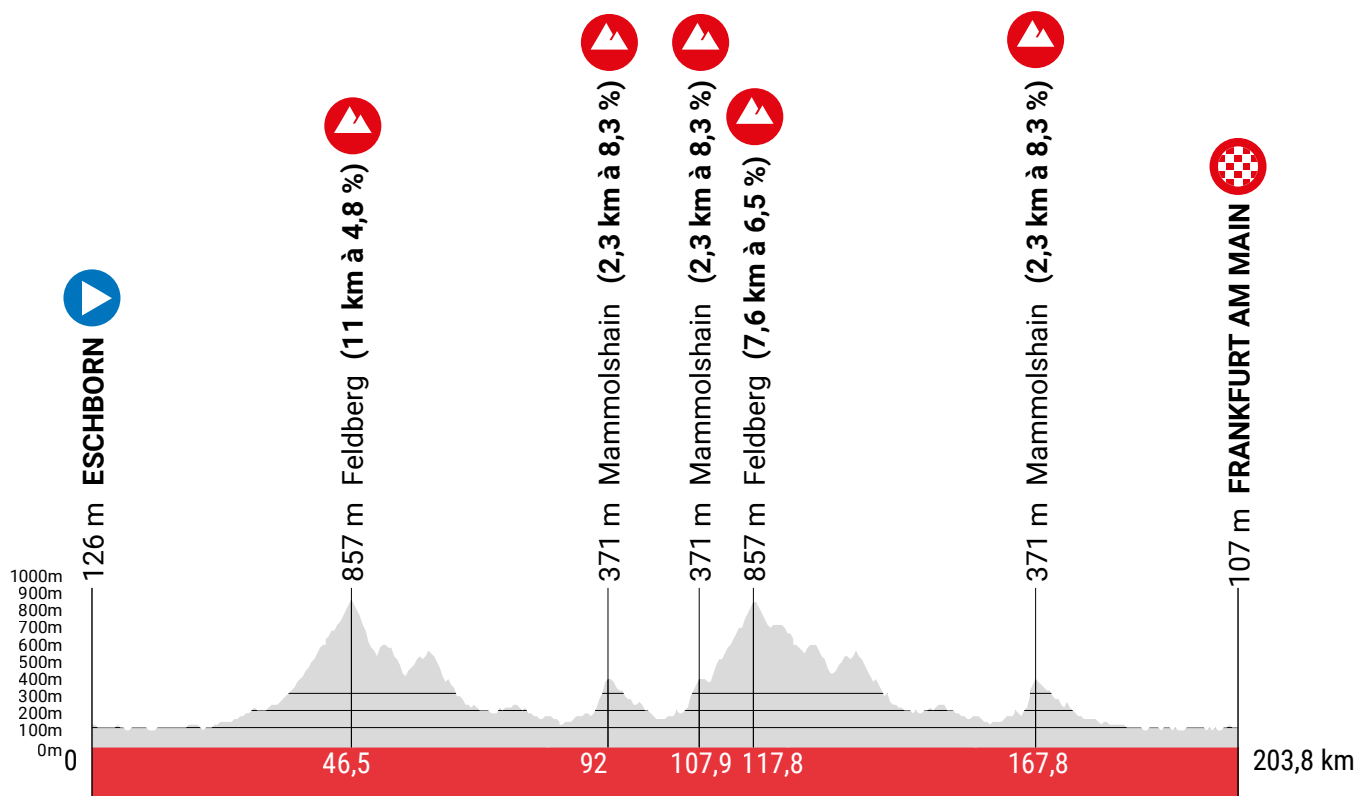 126 m ESCHBORN
857 m Feldberg (11 km à 4,8 %)
371 m Mammolshain (2,3 km à 8,3 %)
371 m Mammolshain (2,3 km à 8,3 %)
857 m Feldberg (7,6 km à 6,5 %)
371 m Mammolshain (2,3 km à 8,3 %)
107 m FRANKFURT AM MAIN
1000m
900m
800m
700m
600m
500m
400m
300m
200m
100m
0m
0 46,5 92 107,9 117,8 167,8 203,8 km